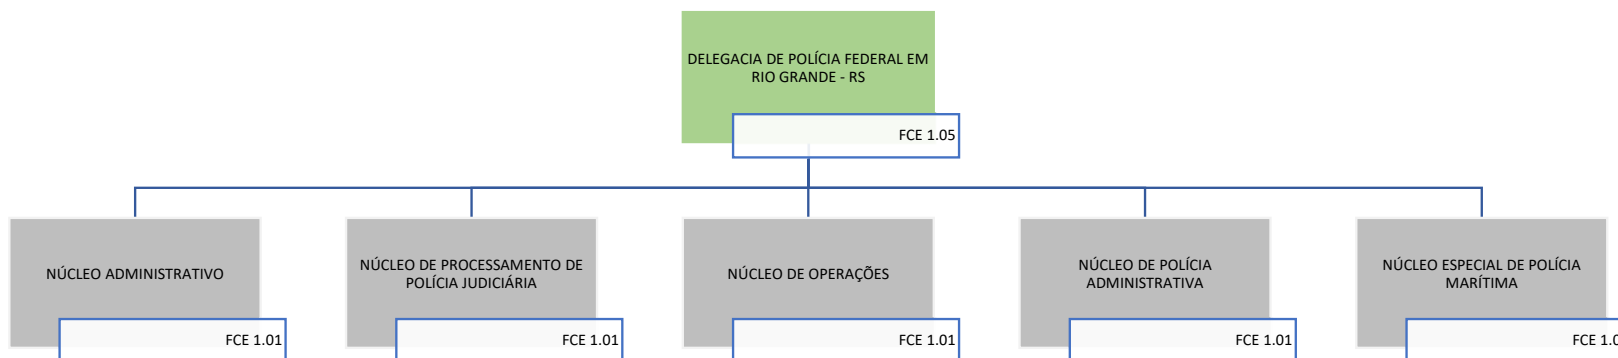 DELEGACIA DE POLÍCIA FEDERAL EM
RIO GRANDE - RS
FCE 1.05
NÚCLEO ADMINISTRATIVO
FCE 1.01
NÚCLEO DE PROCESSAMENTO DE
POLÍCIA JUDICIÁRIA
FCE 1.01
NÚCLEO DE OPERAÇÕES
FCE 1.01
NÚCLEO DE POLÍCIA
ADMINISTRATIVA
FCE 1.01
NÚCLEO ESPECIAL DE POLÍCIA
MARÍTIMA
FCE